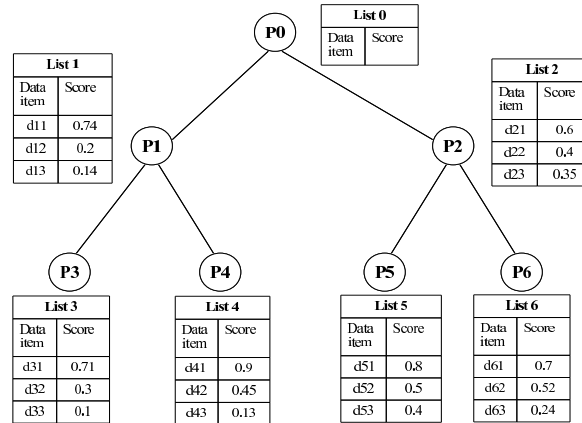 P0
List 0
Data item Score
List 1
Data item Score
d11 0.74
d12 0.2
d13 0.14
List 2
Data item Score
d21 0.6
d22 0.4
d23 0.35
P1
P2
P3
P4
P5
P6
List 3
Data item Score
d31 0.71
d32 0.3
d33 0.1
List 4
Data item Score
d41 0.9
d42 0.45
d43 0.13
List 5
Data item Score
d51 0.8
d52 0.5
d53 0.4
List 6
Data item Score
d61 0.7
d62 0.52
d63 0.24